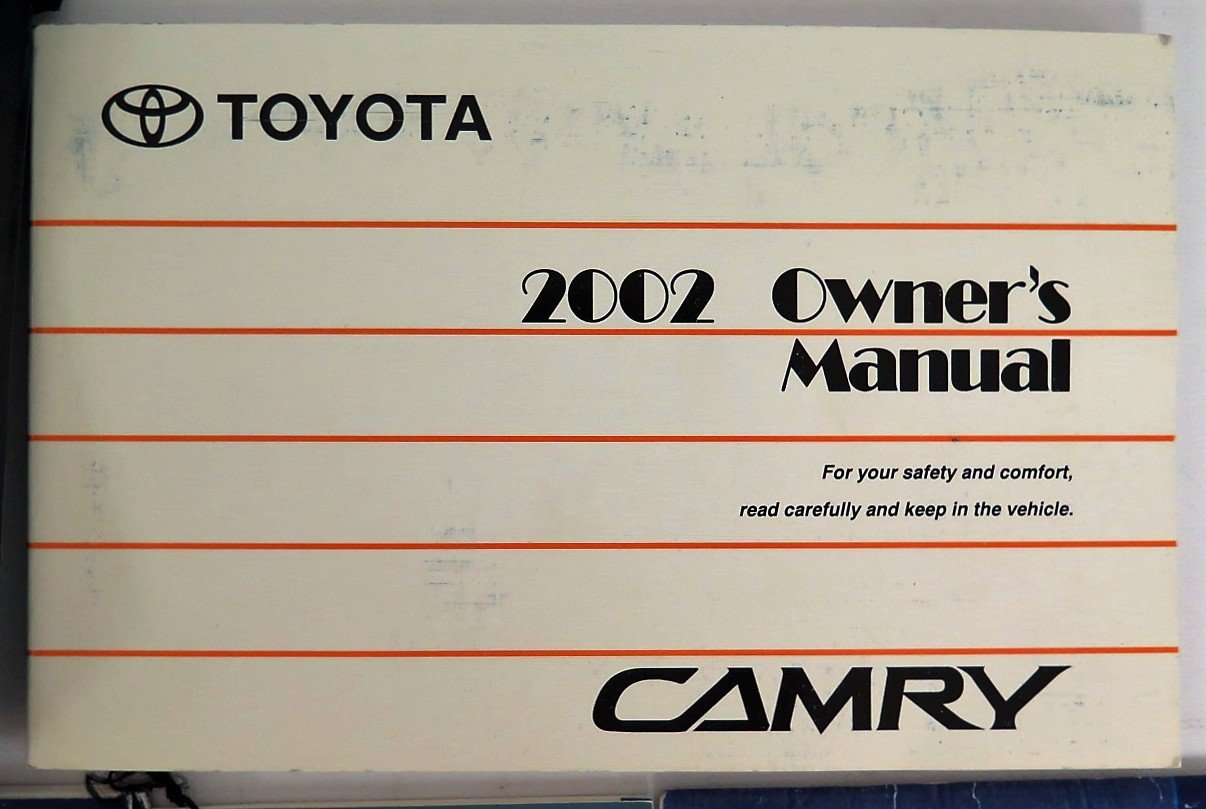 TOYOTA
2002 Owner's
Manual
For your safety and comfort,
read carefully and keep in the vehicle.
CAMRY